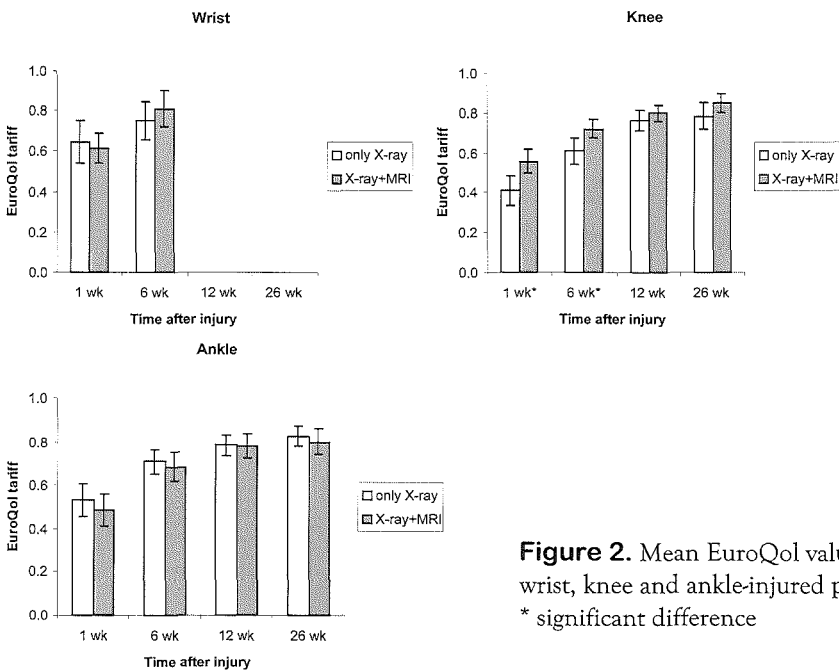 Wrist
1.0
0.8
0.6
0.4
0.2
0.0
EuroQol tariff
1 wk 6 wk 12 wk 26 wk
Time after injury
only X-ray
X-ray+MRI
Knee
1.0
0.8
0.6
0.4
0.2
0.0
EuroQol tariff
1 wk* 6 wk* 12 wk 26 wk
Time after injury
only X-ray
X-ray+MRI
Ankle
1.0
0.8
0.6
0.4
0.2
0.0
EuroQol tariff
1 wk 6 wk 12 wk 26 wk
Time after injury
only X-ray
X-ray+MRI
Figure 2. Mean EuroQol
wrist, knee and ankle-injured
* significant difference